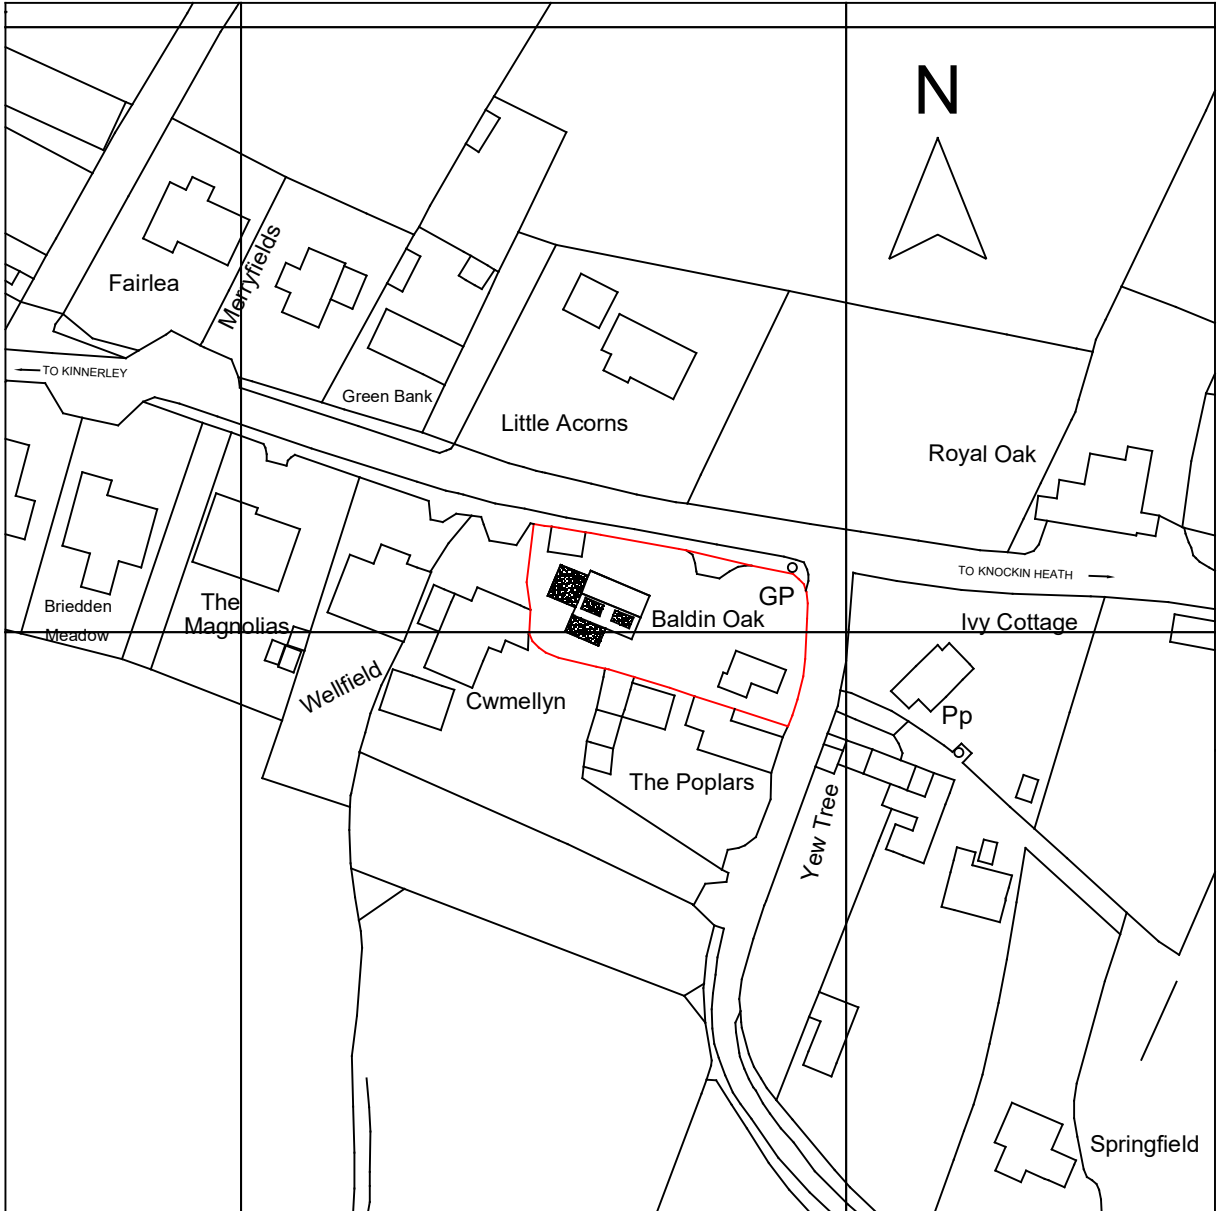 N
Fairlea
Merryfields
TO KINNERLEY
Green Bank
Little Acorns
Royal Oak
TO KNOCKIN HEATH
GP
Baldin Oak
Ivy Cottage
Briedden
Meadow
The
Magnolias
Wellfield
Cwmellyn
Pp
The Poplars
Yew Tree
Springfield